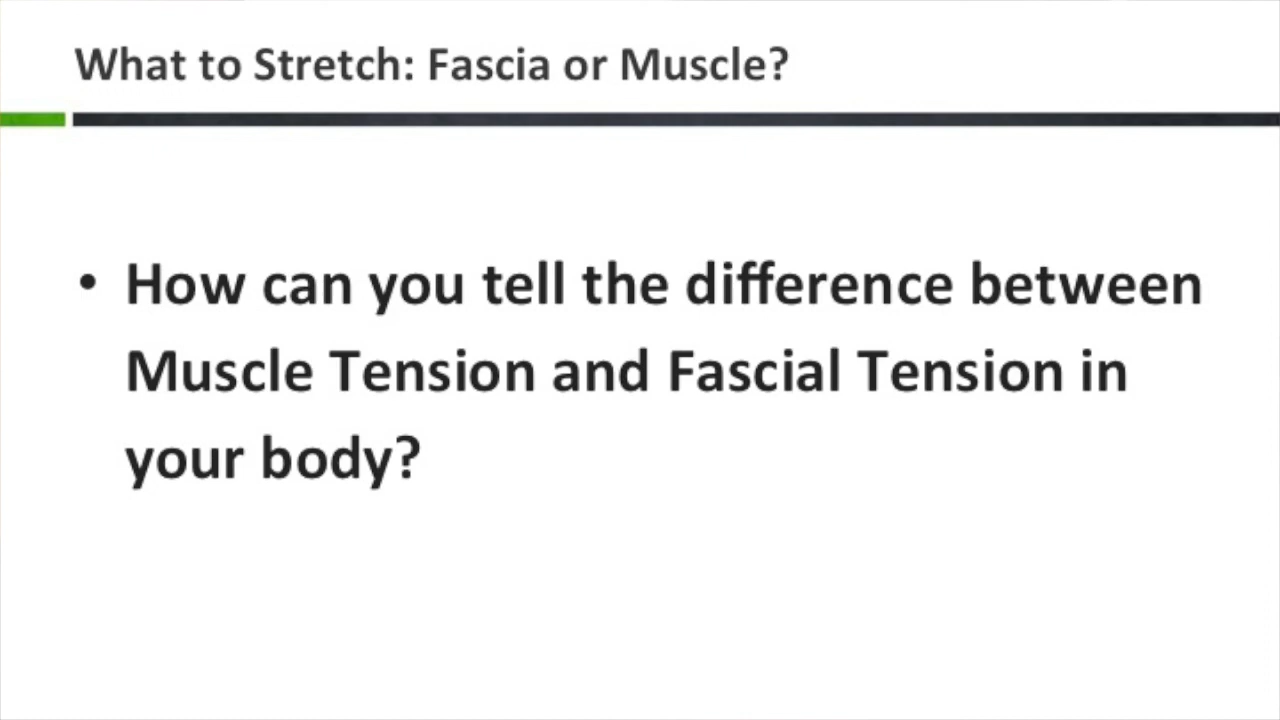 What to Stretch: Fascia or Muscle?
• How can you tell the difference between
Muscle Tension and Fascial Tension in
your body?